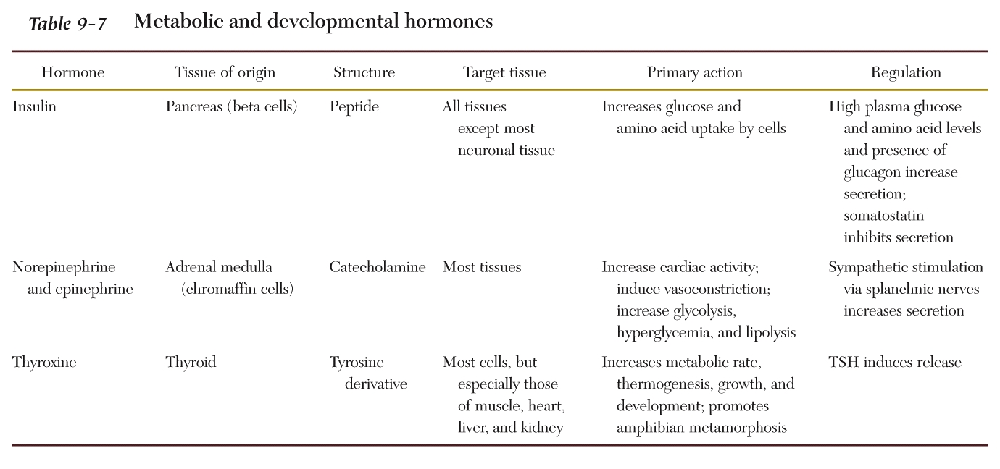 Table 9-7 Metabolic and developmental hormones
Hormone Tissue of origin Structure Target tissue Primary action Regulation
Insulin Pancreas (beta cells) Peptide All tissues Increases glucose and High plasma glucose
except most amino acid uptake by cells and amino acid levels
neuronal tissue and presence of
glucagon increase
secretion;
somatostatin
inhibits secretion
Norepinephrine Adrenal medulla Catecholamine Most tissues Increase cardiac activity; Sympathetic stimulation
and epinephrine (chromaffin cells) induce vasoconstriction; via splanchnic nerves
increase glycolysis, increases secretion
hyperglycemia, and lipolysis
Thyroxine Thyroid Tyrosine Most cells, but Increases metabolic rate, TSH induces release
derivative especially those thermogenesis, growth, and
of muscle, heart, development; promotes
liver, and kidney amphibian metamorphosis